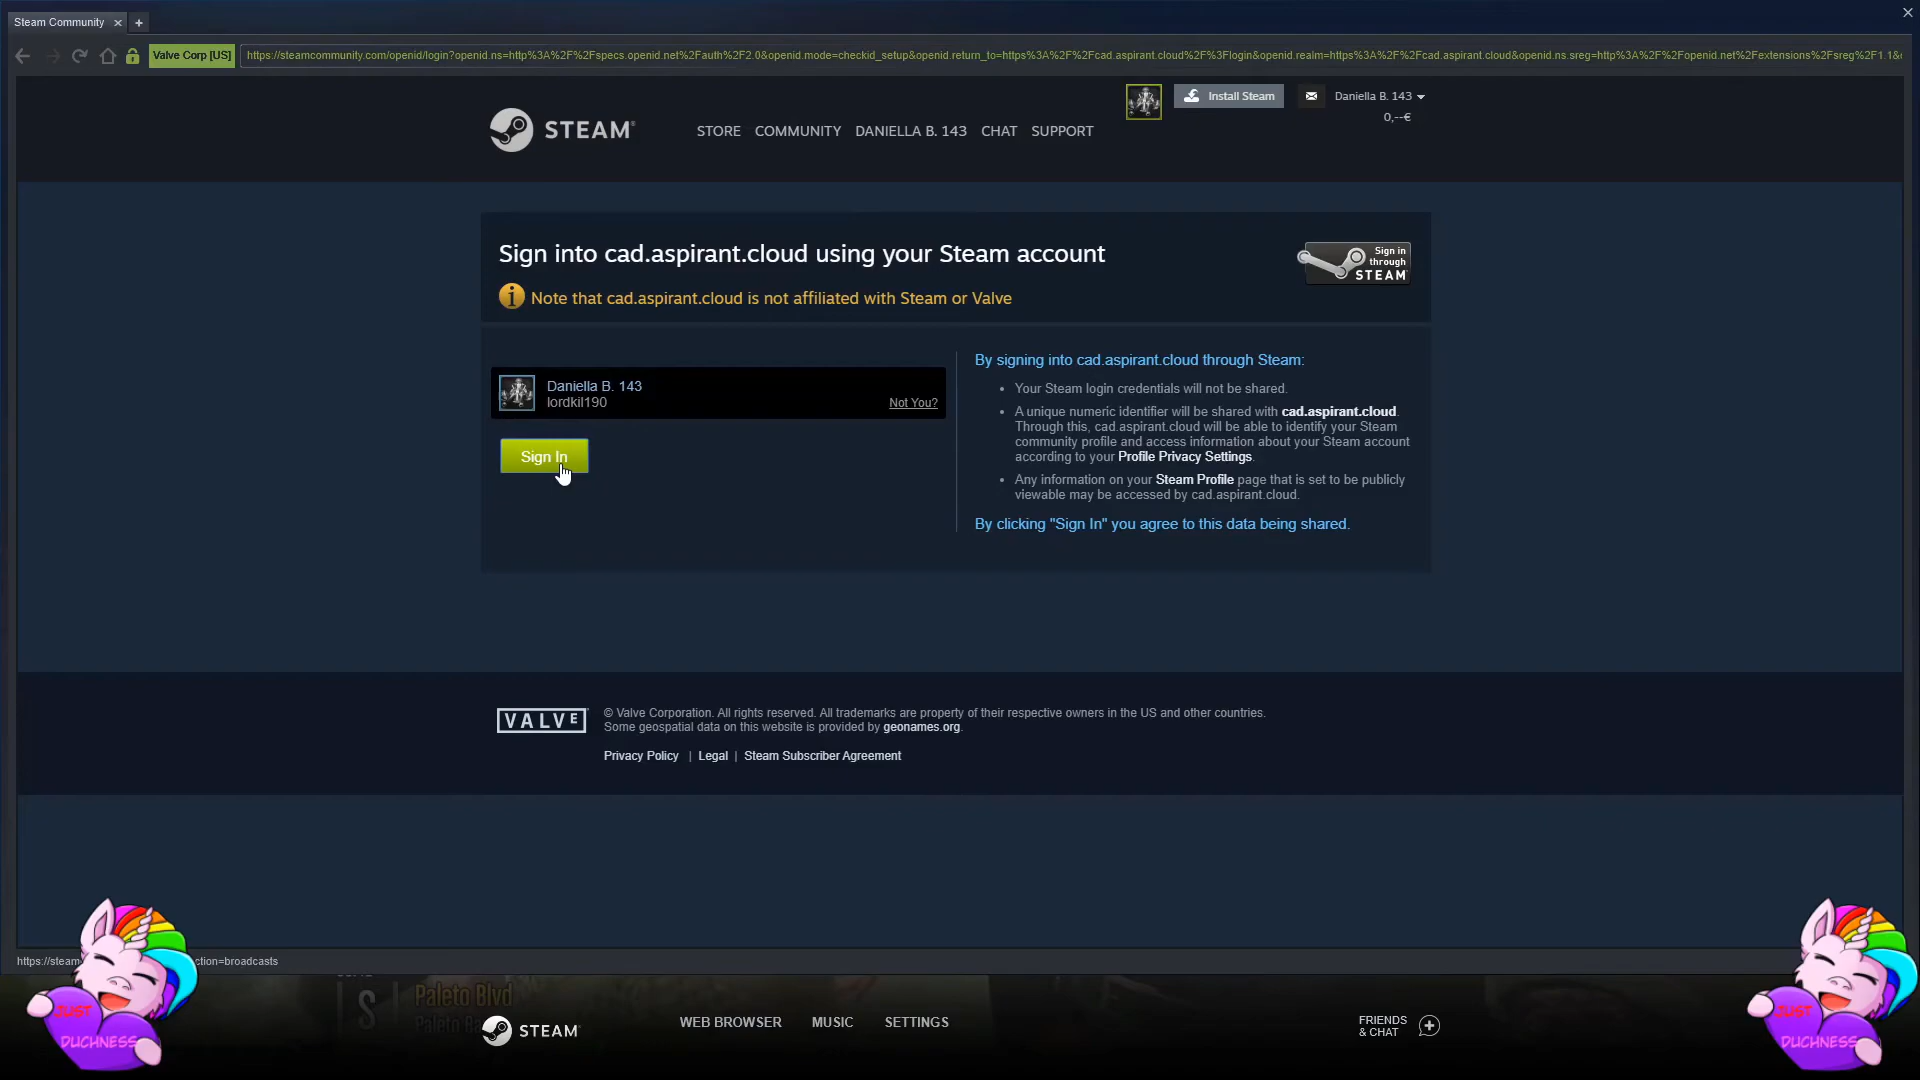 Steam Community
Valve Corp [US]
https://steamcommunity.com/openid/login?openid.ns=http%3A%2F%2Fspecs.openid.net%2Fauth%2F2.0&openid.mode=checkid_setup&openid.return_to=https%3A%2F%2Fcad.aspirant.cloud%2F%3Flogin&openid.realm=https%3A%2F%2Fcad.aspirant.cloud&openid.ns.sreg=http%3A%2F%2Fopenid.net%2Fextensions%2Fsreg%2F1.1&
Install Steam
Daniella B. 143
0,--€
STEAM®
STORE COMMUNITY DANIELLA B. 143 CHAT SUPPORT
Sign into cad.aspirant.cloud using your Steam account
Note that cad.aspirant.cloud is not affiliated with Steam or Valve
Sign in
through
STEAM
Daniella B. 143
lordkil190
Not You?
Sign In
By signing into cad.aspirant.cloud through Steam:
• Your Steam login credentials will not be shared.
• A unique numeric identifier will be shared with cad.aspirant.cloud.
Through this, cad.aspirant.cloud will be able to identify your Steam
community profile and access information about your Steam account
according to your Profile Privacy Settings.
• Any information on your Steam Profile page that is set to be publicly
viewable may be accessed by cad.aspirant.cloud.
By clicking "Sign In" you agree to this data being shared.
VALVE
© Valve Corporation. All rights reserved. All trademarks are property of their respective owners in the US and other countries.
Some geospatial data on this website is provided by geonames.org.
Privacy Policy | Legal | Steam Subscriber Agreement
https://steam
ction=broadcasts
S
Paleto Blvd
Paleto
STEAM
WEB BROWSER MUSIC SETTINGS
FRIENDS
& CHAT
JUST
DUCHNESS
JUST
DUCHNESS